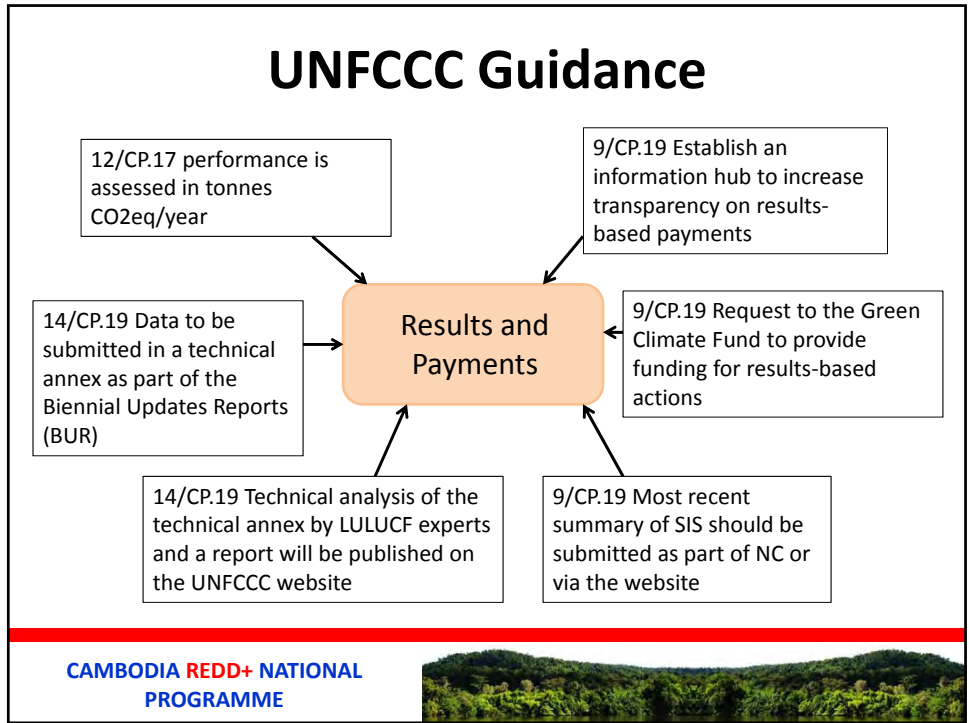 UNFCCC Guidance
12/CP.17 performance is
assessed in tonnes
CO2eq/year
9/CP.19 Establish an
information hub to increase
transparency on results-
based payments
14/CP.19 Data to be
submitted in a technical
annex as part of the
Biennial Updates Reports
(BUR)
Results and
Payments
9/CP.19 Request to the Green
Climate Fund to provide
funding for results-based
actions
14/CP.19 Technical analysis of the
technical annex by LULUCF experts
and a report will be published on
the UNFCCC website
9/CP.19 Most recent
summary of SIS should be
submitted as part of NC or
via the website
CAMBODIA REDD+ NATIONAL
PROGRAMME